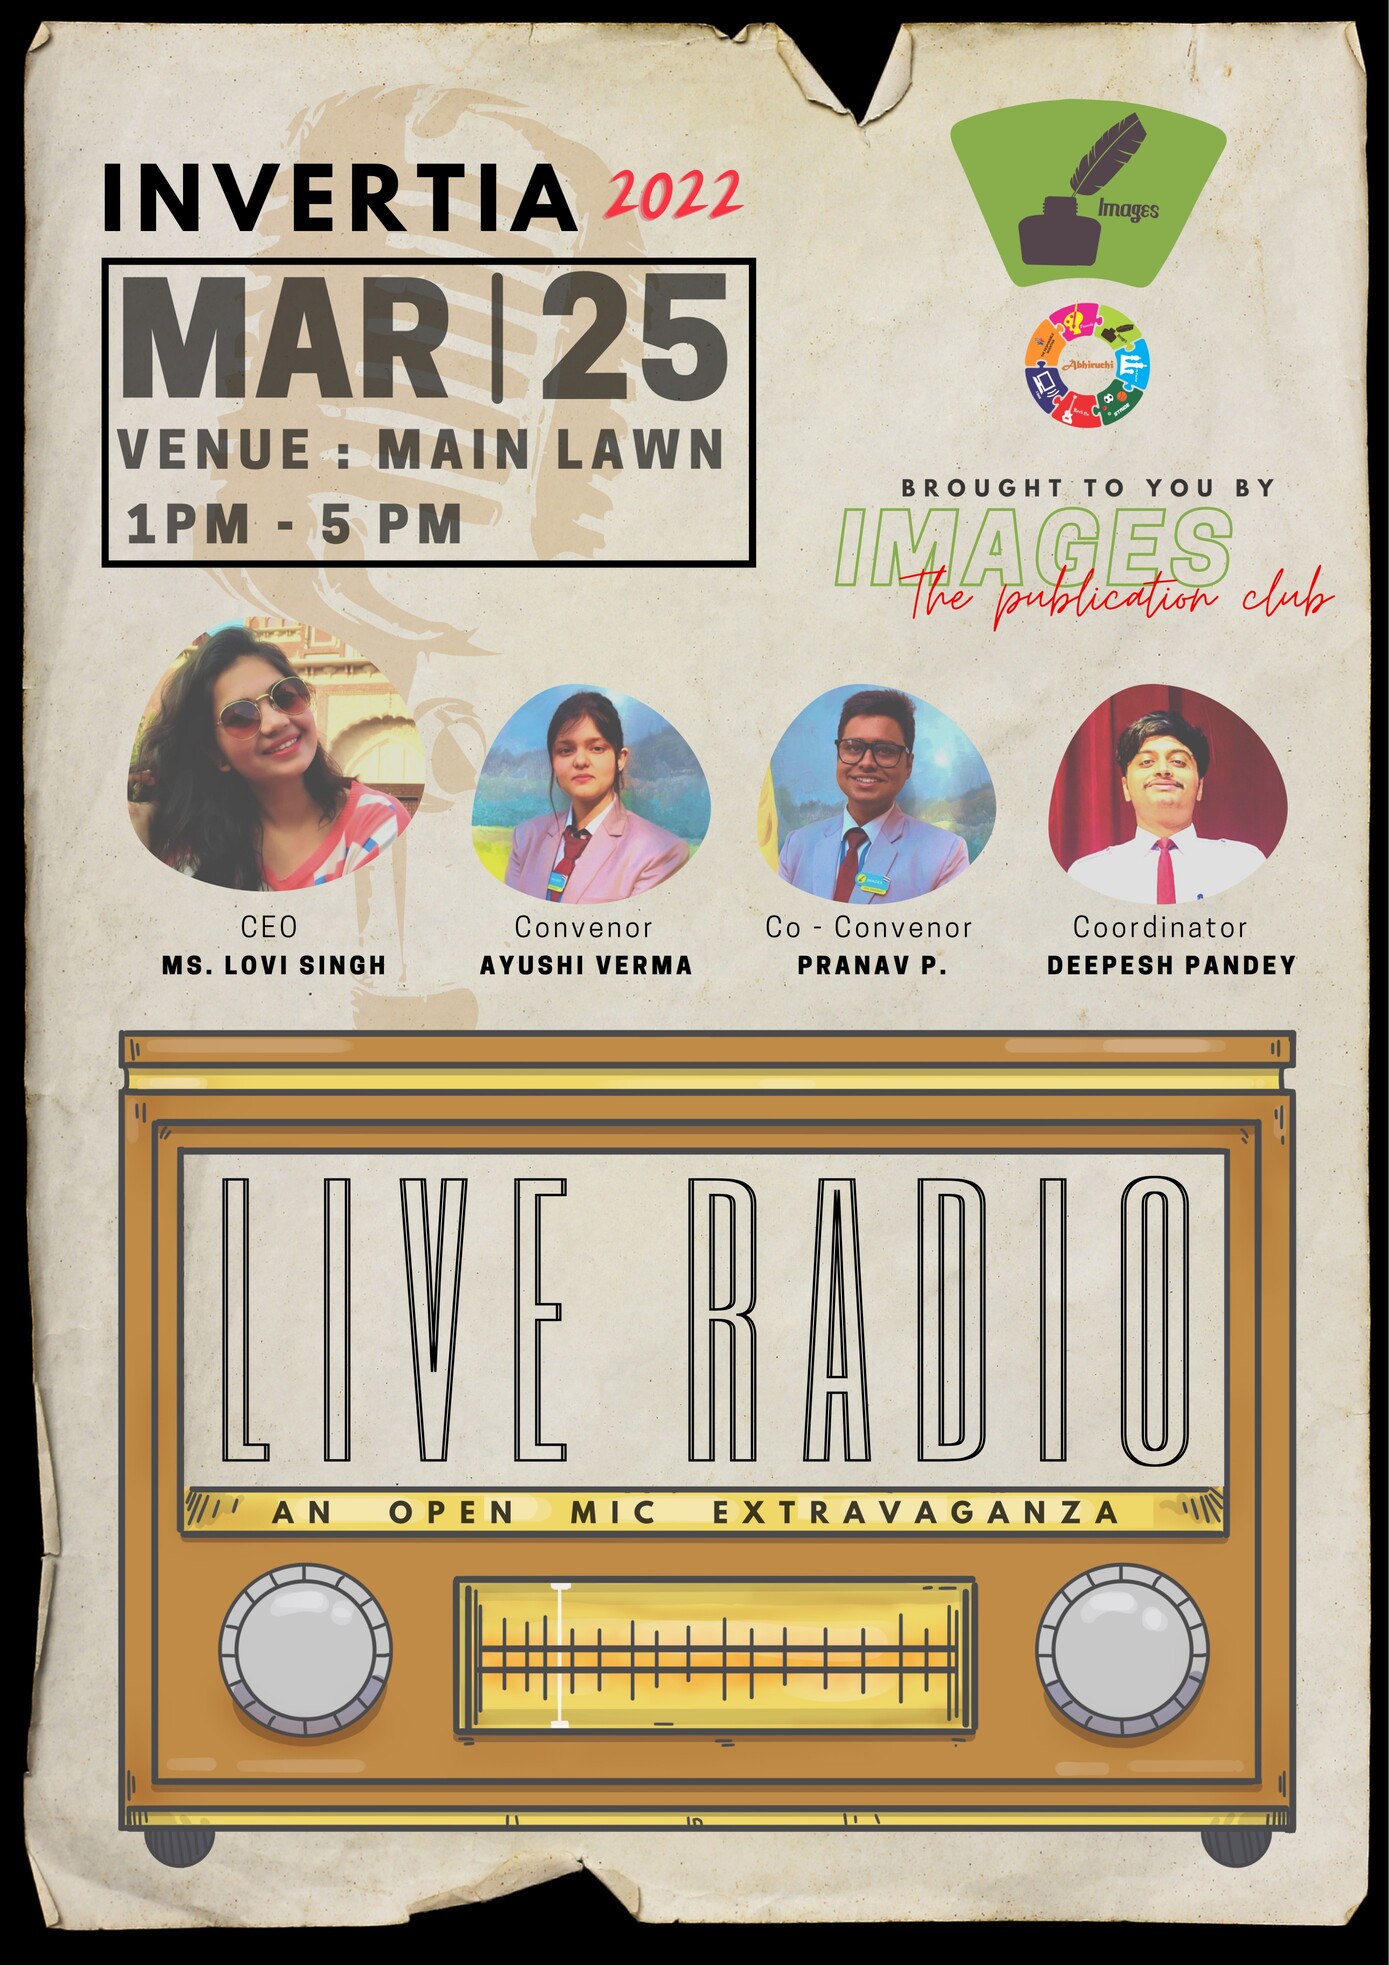 INVERTIA 2022
MAR | 25
VENUE : MAIN LAWN
1PM - 5 PM
Images
Abhiruchi
BROUGHT TO YOU BY
IMAGES
The publication club
CEO
MS. LOVI SINGH
Convenor
AYUSHI VERMA
Co - Convenor
PRANAV P.
Coordinator
DEEPESH PANDEY
LIVE RADIO
AN OPEN MIC EXTRAVAGANZA